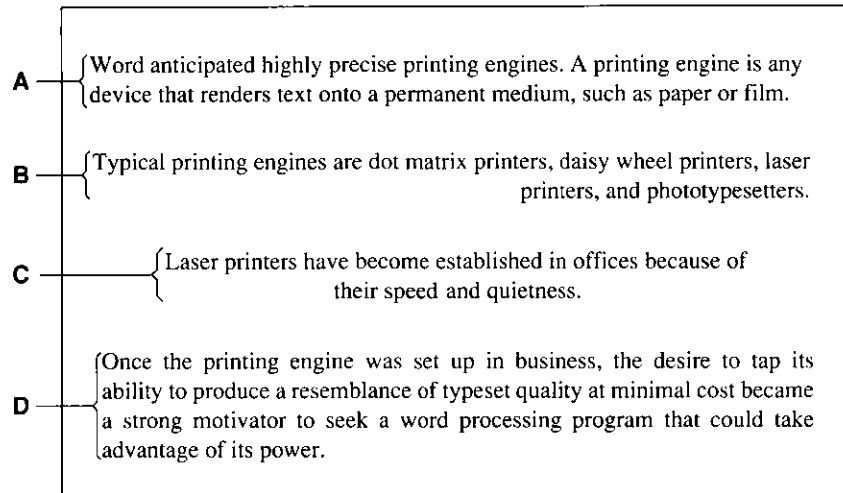 A
Word anticipated highly precise printing engines. A printing engine is any
device that renders text onto a permanent medium, such as paper or film.
B
Typical printing engines are dot matrix printers, daisy wheel printers, laser
printers, and phototypesetters.
C
Laser printers have become established in offices because of
their speed and quietness.
D
Once the printing engine was set up in business, the desire to tap its
ability to produce a resemblance of typeset quality at minimal cost became
a strong motivator to seek a word processing program that could take
advantage of its power.